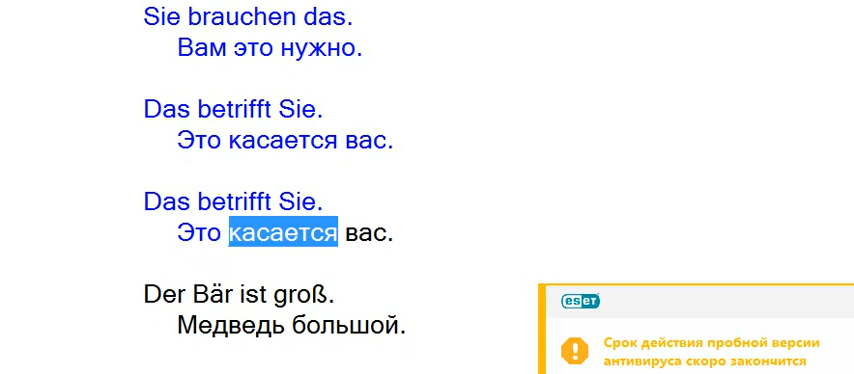 Sie brauchen das.
Вам это нужно.
Das betrifft Sie.
Это касается вас.
Das betrifft Sie.
Это касается вас.
Der Bär ist groß.
Медведь большой.
eseT
Срок действия пробной версии
антивируса скоро закончится